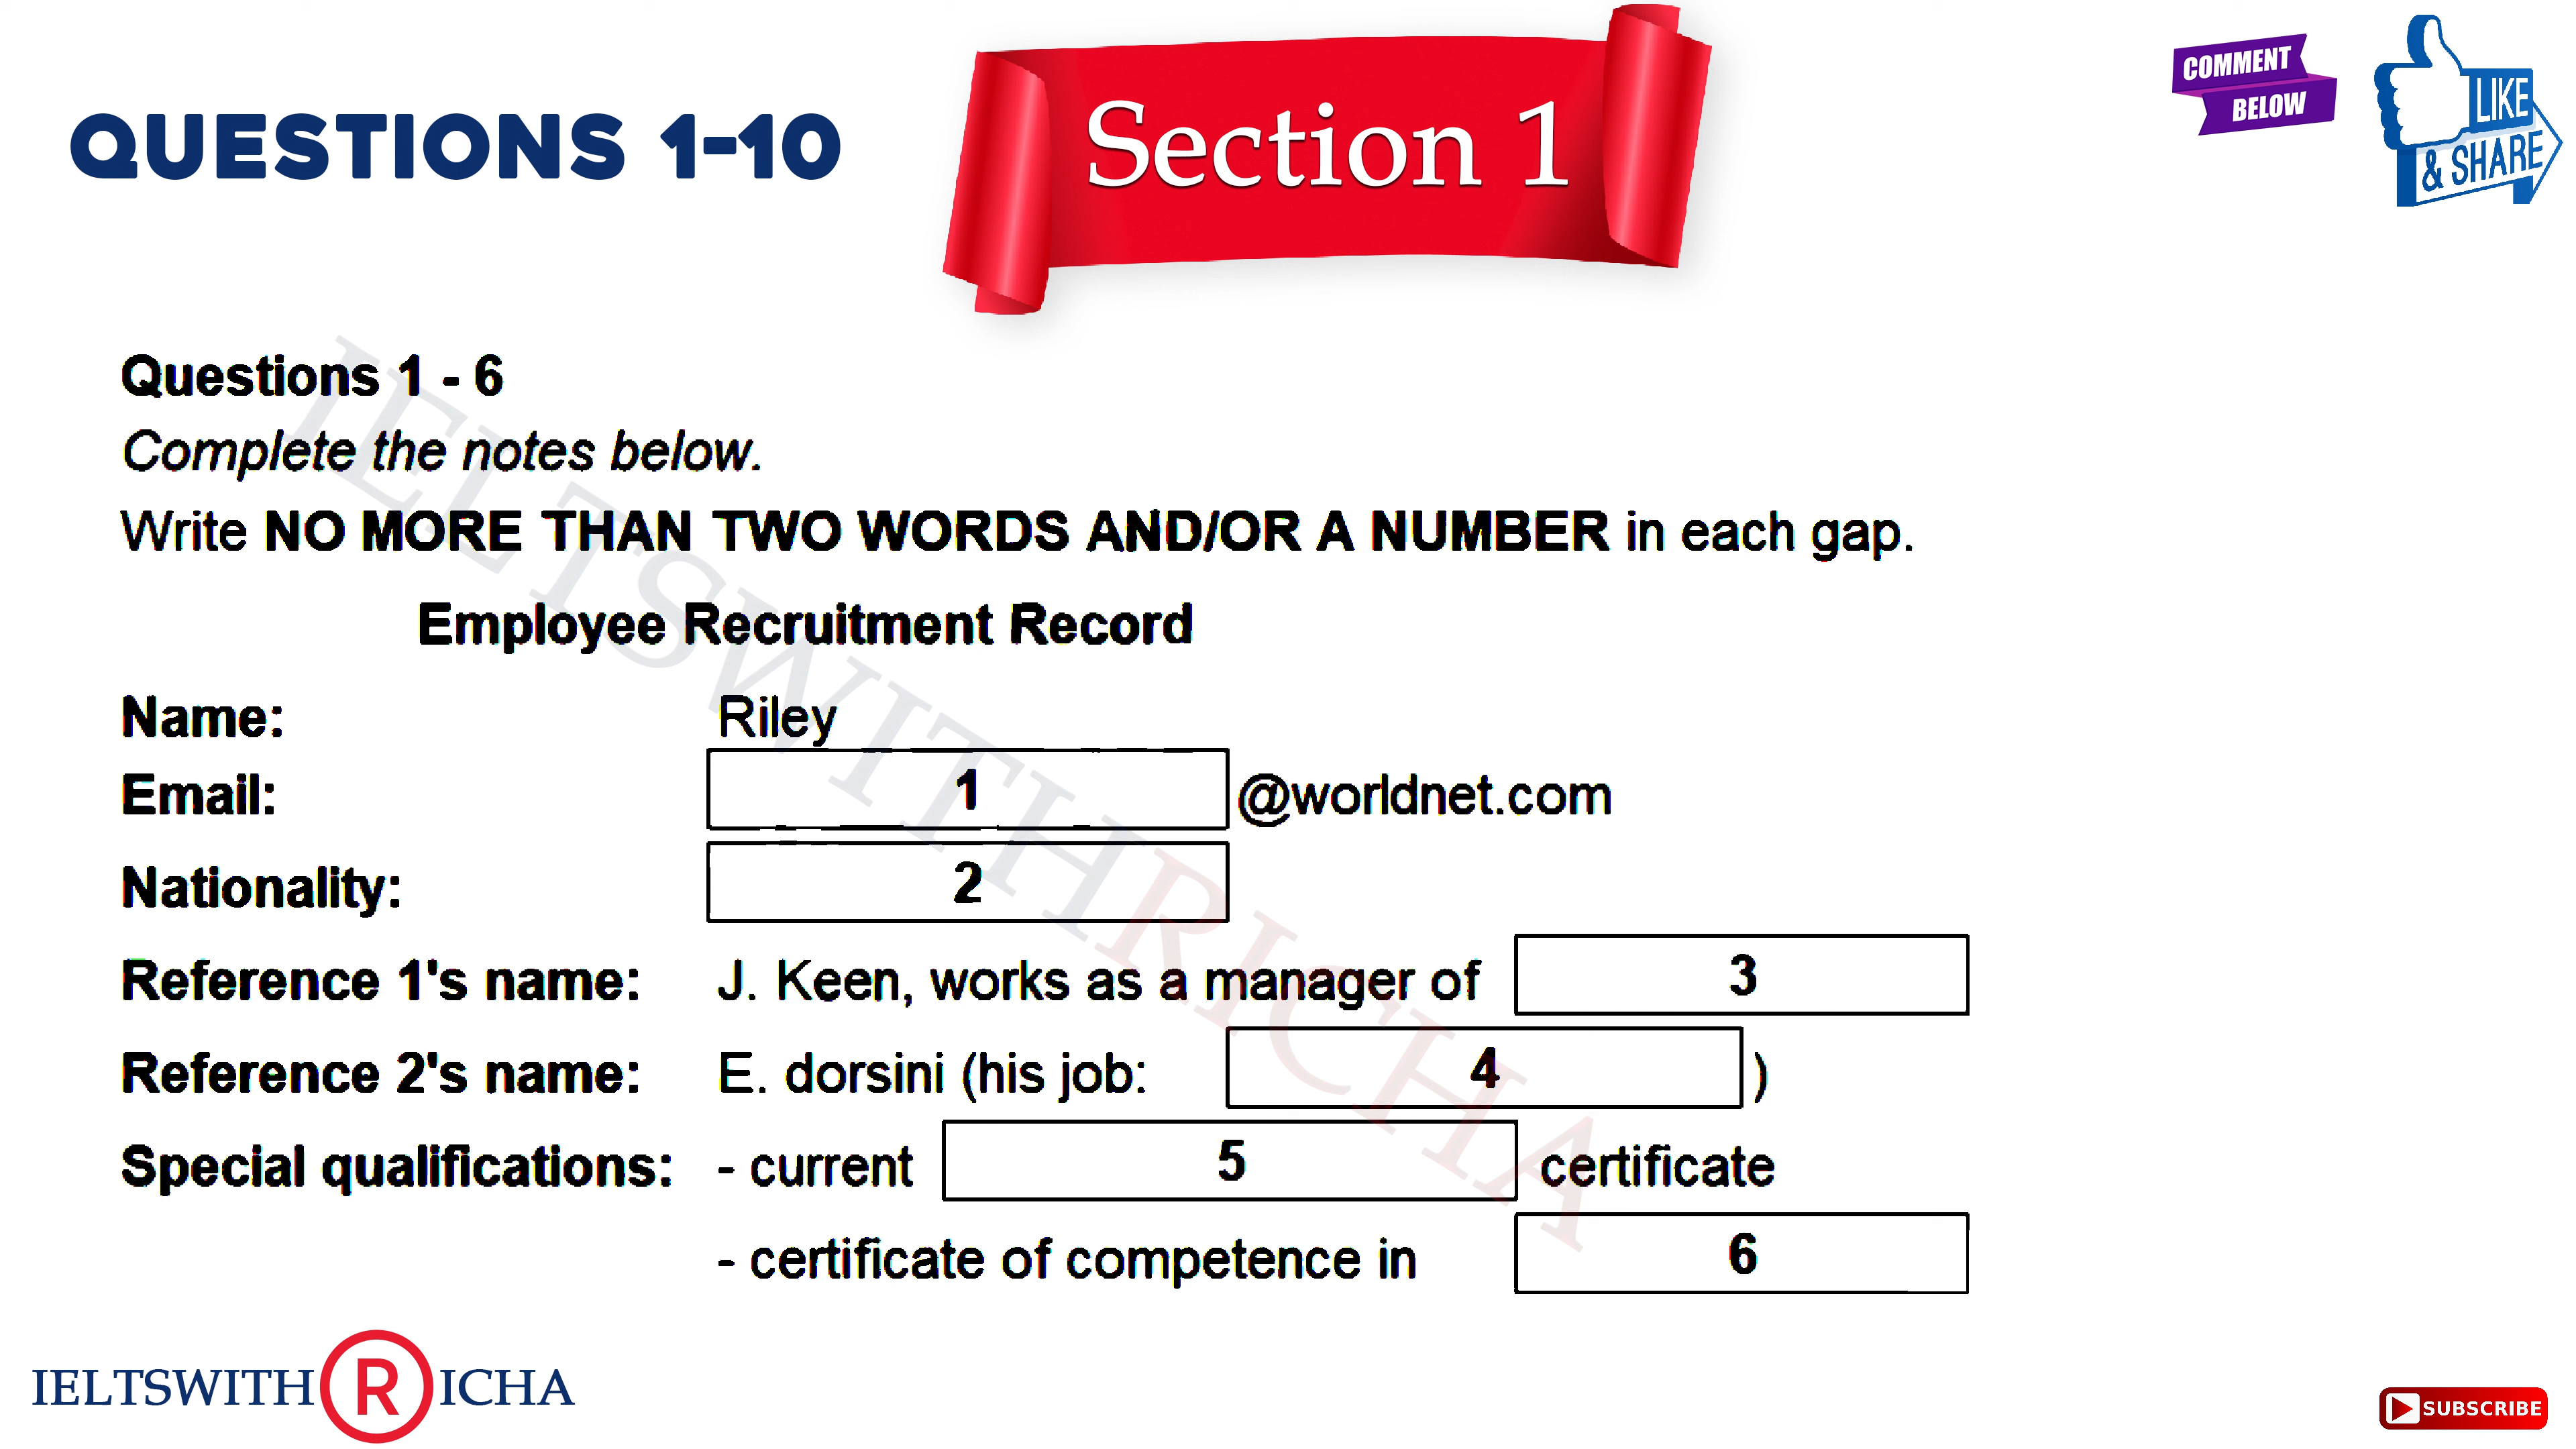 QUESTIONS 1-10
Section 1
COMMENT
BELOW
LIKE
& SHARE
Questions 1 - 6
Complete the notes below.
Write NO MORE THAN TWO WORDS AND/OR A NUMBER in each gap.
Employee Recruitment Record
Name: Riley
Email: 1 @worldnet.com
Nationality: 2
Reference 1's name: J. Keen, works as a manager of 3
Reference 2's name: E. dorsini (his job: 4 )
Special qualifications: - current 5 certificate
- certificate of competence in 6
IELTSWITHRICHA
IELTSWITHRICHA
SUBSCRIBE